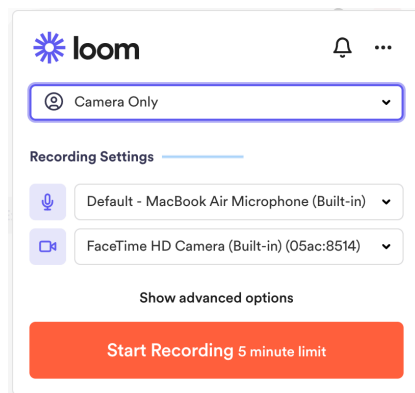 loom
Camera Only
Recording Settings
Default - MacBook Air Microphone (Built-in)
FaceTime HD Camera (Built-in) (05ac:8514)
Show advanced options
Start Recording 5 minute limit